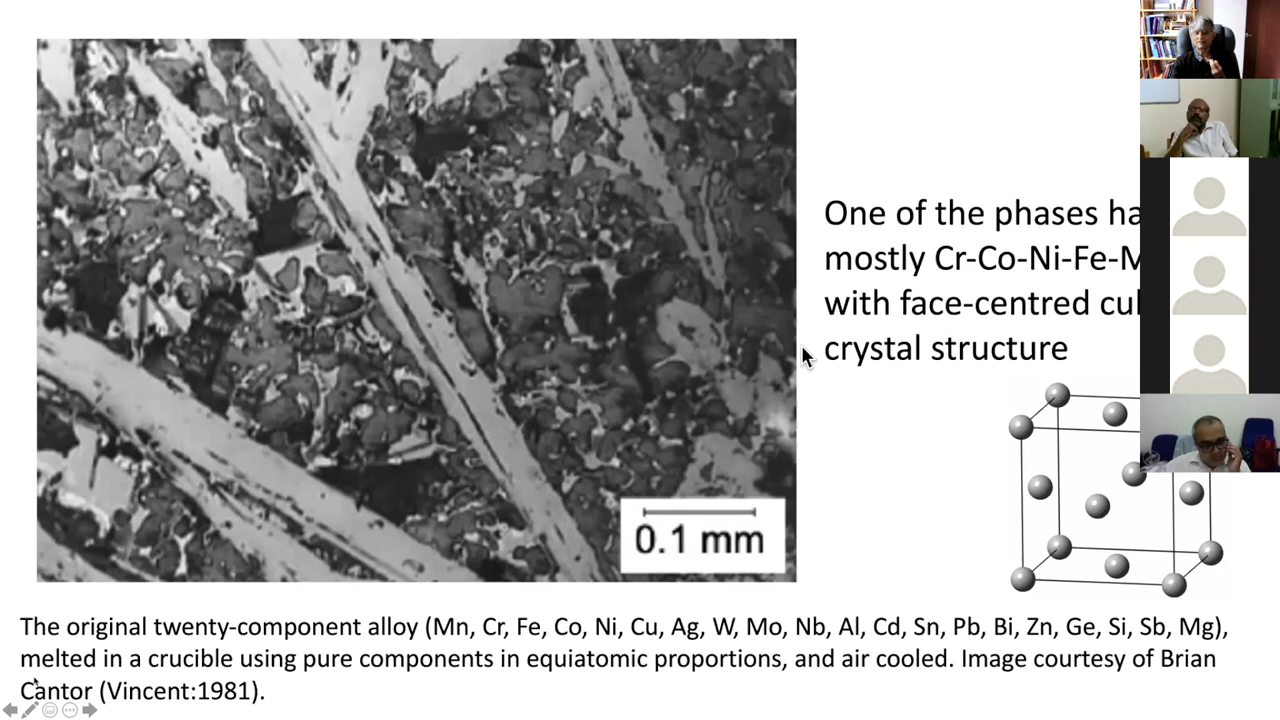 One of the phases ha
mostly Cr-Co-Ni-Fe-M
with face-centred cu
crystal structure
0.1 mm
The original twenty-component alloy (Mn, Cr, Fe, Co, Ni, Cu, Ag, W, Mo, Nb, Al, Cd, Sn, Pb, Bi, Zn, Ge, Si, Sb, Mg),
melted in a crucible using pure components in equiatomic proportions, and air cooled. Image courtesy of Brian
Cantor (Vincent:1981).